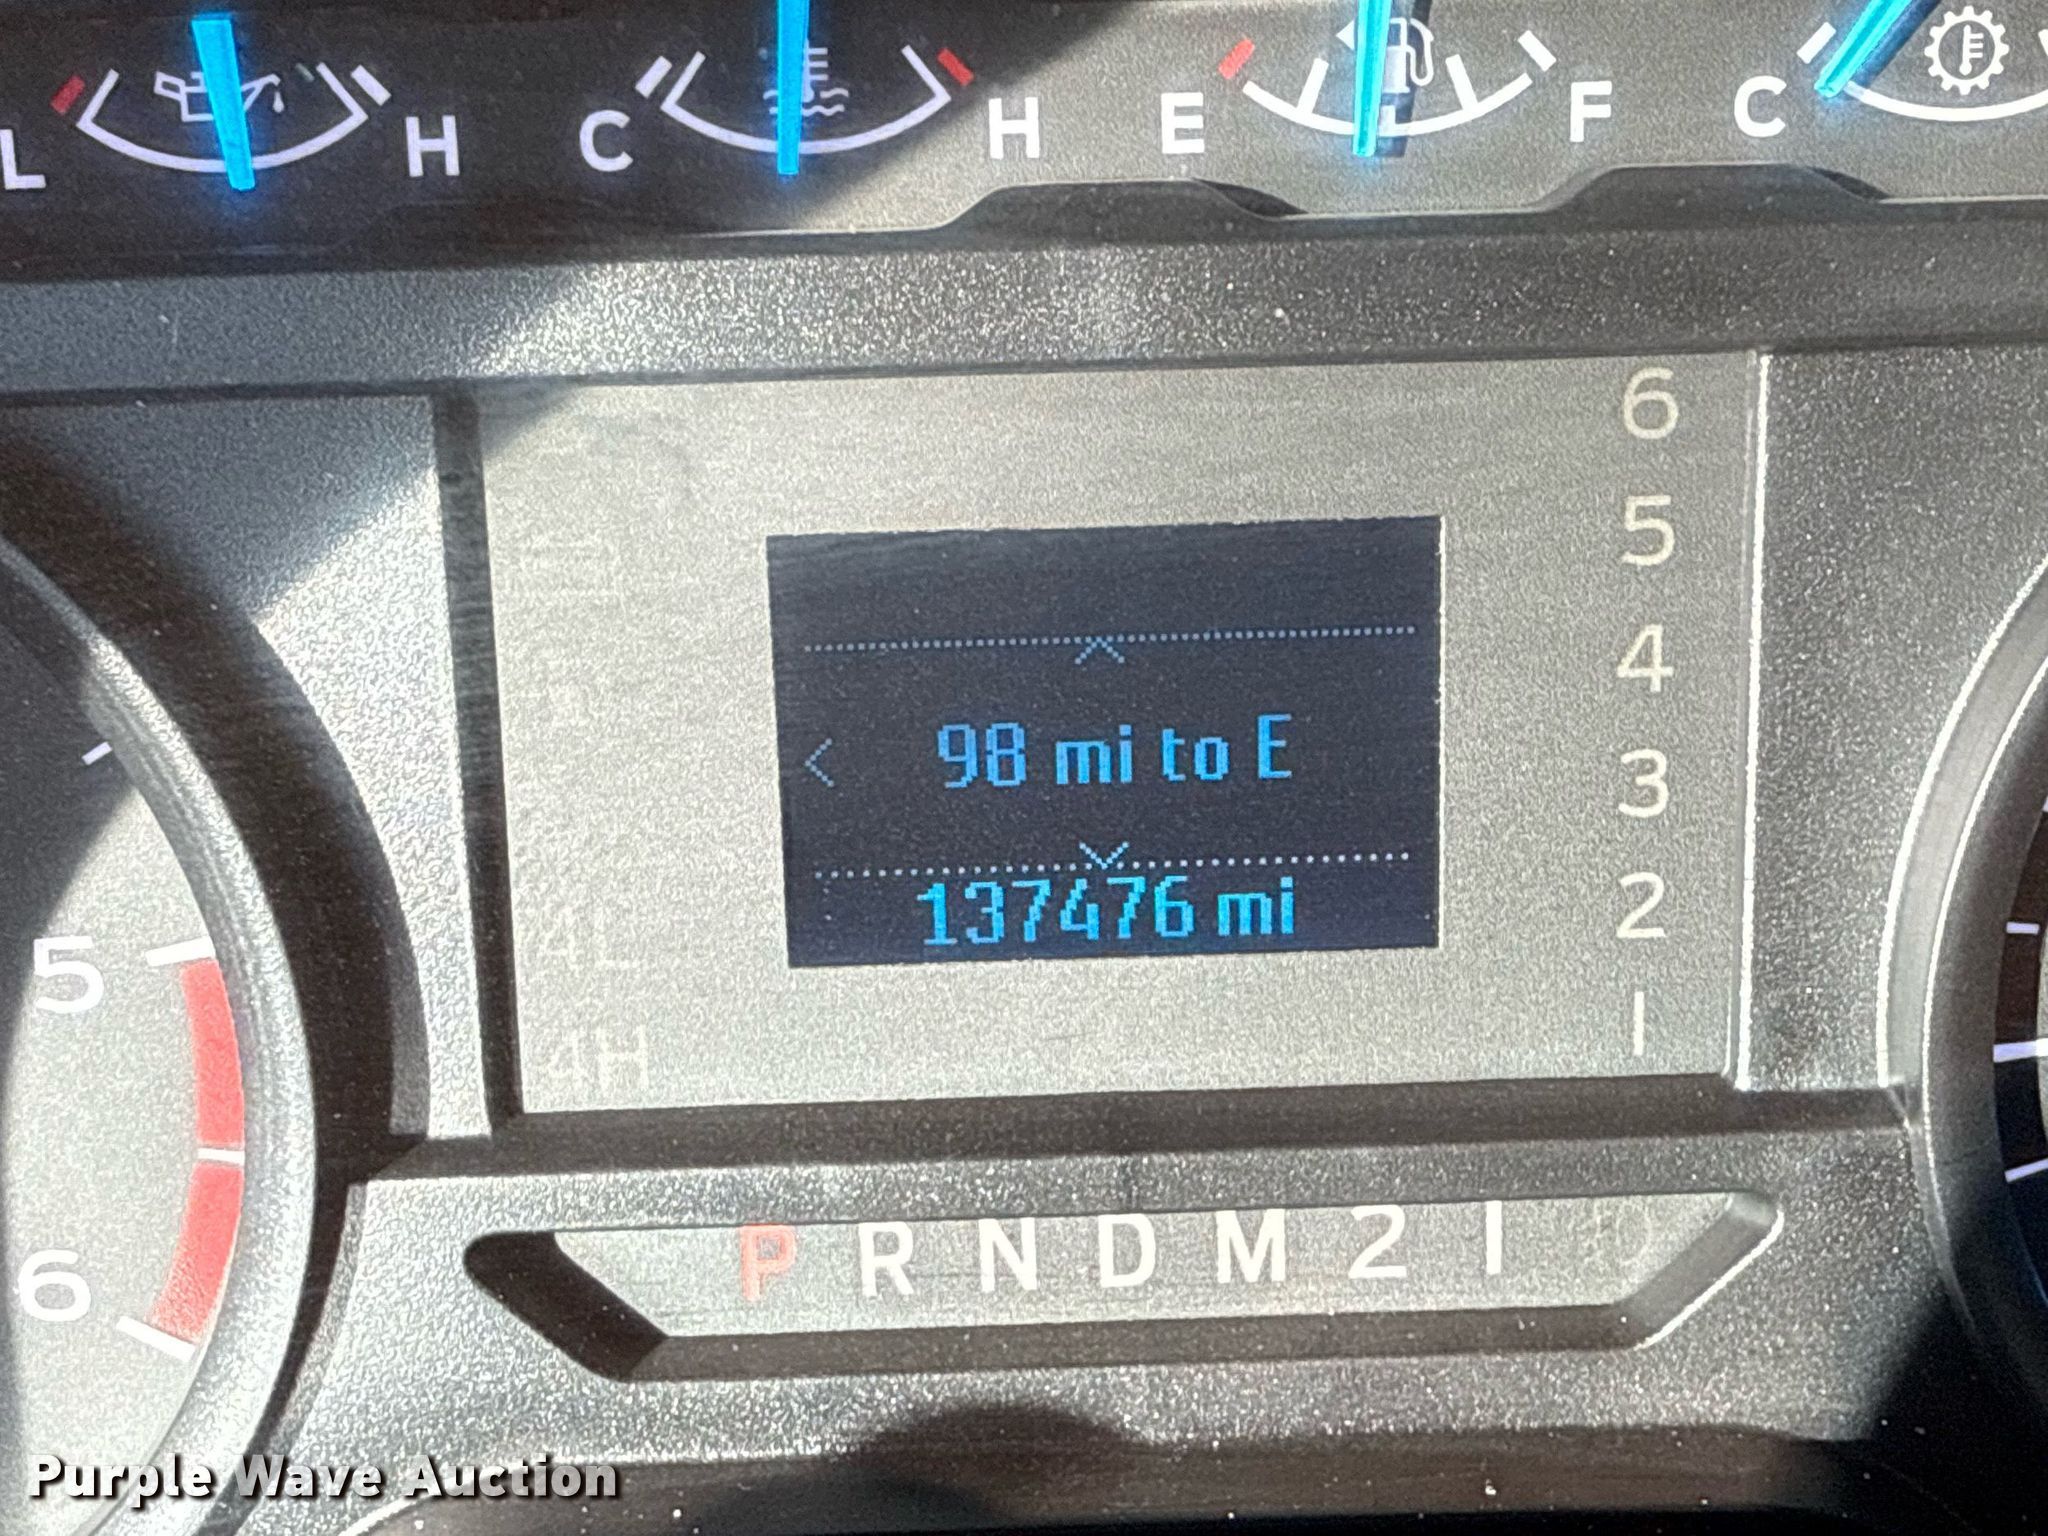 L H C H E F C
6
5
4
3
2
1
98 mi to E
137476 mi
4L
4H
5
6
P R N D M 2 1
Purple Wave Auction